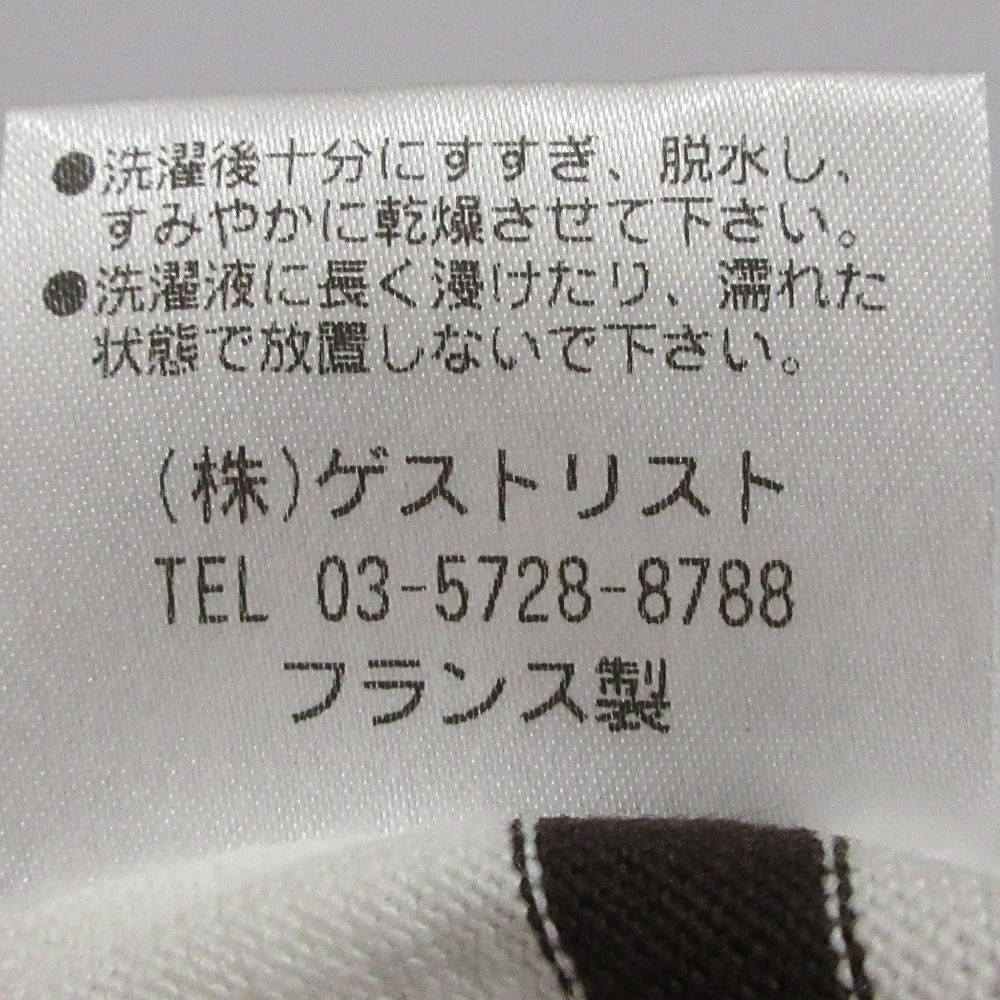 ●洗濯後十分にすすぎ、脱水し、
すみやかに乾燥させて下さい。
●洗濯液に長く浸けたり、濡れた
状態で放置しないで下さい。
(株)ゲストリスト
TEL 03-5728-8788
フランス製